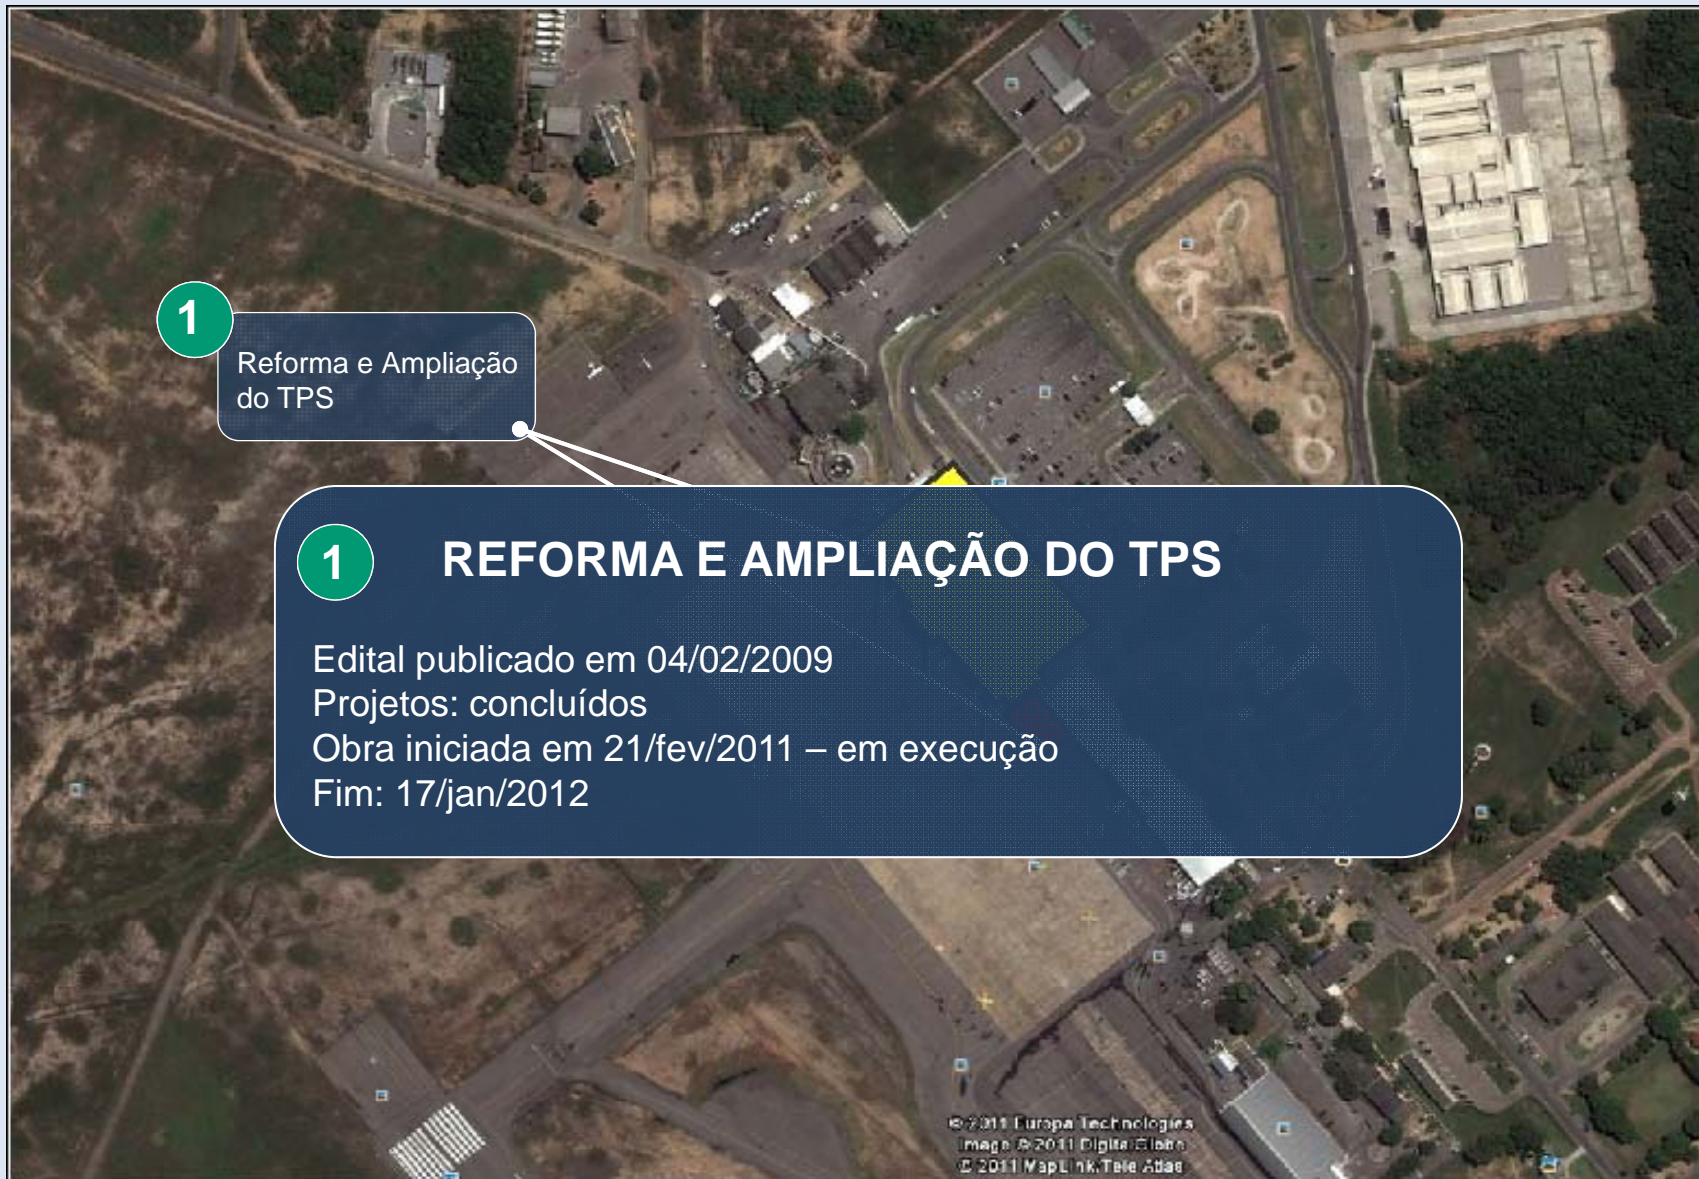 1
Reforma e Ampliação
do TPS
1
REFORMA E AMPLIAÇÃO DO TPS
Edital publicado em 04/02/2009
Projetos: concluídos
Obra iniciada em 21/fev/2011 – em execução
Fim: 17/jan/2012
© 2011 Europa Technologies
Image © 2011 DigitalGlobe
© 2011 MapLink/Tele Atlas